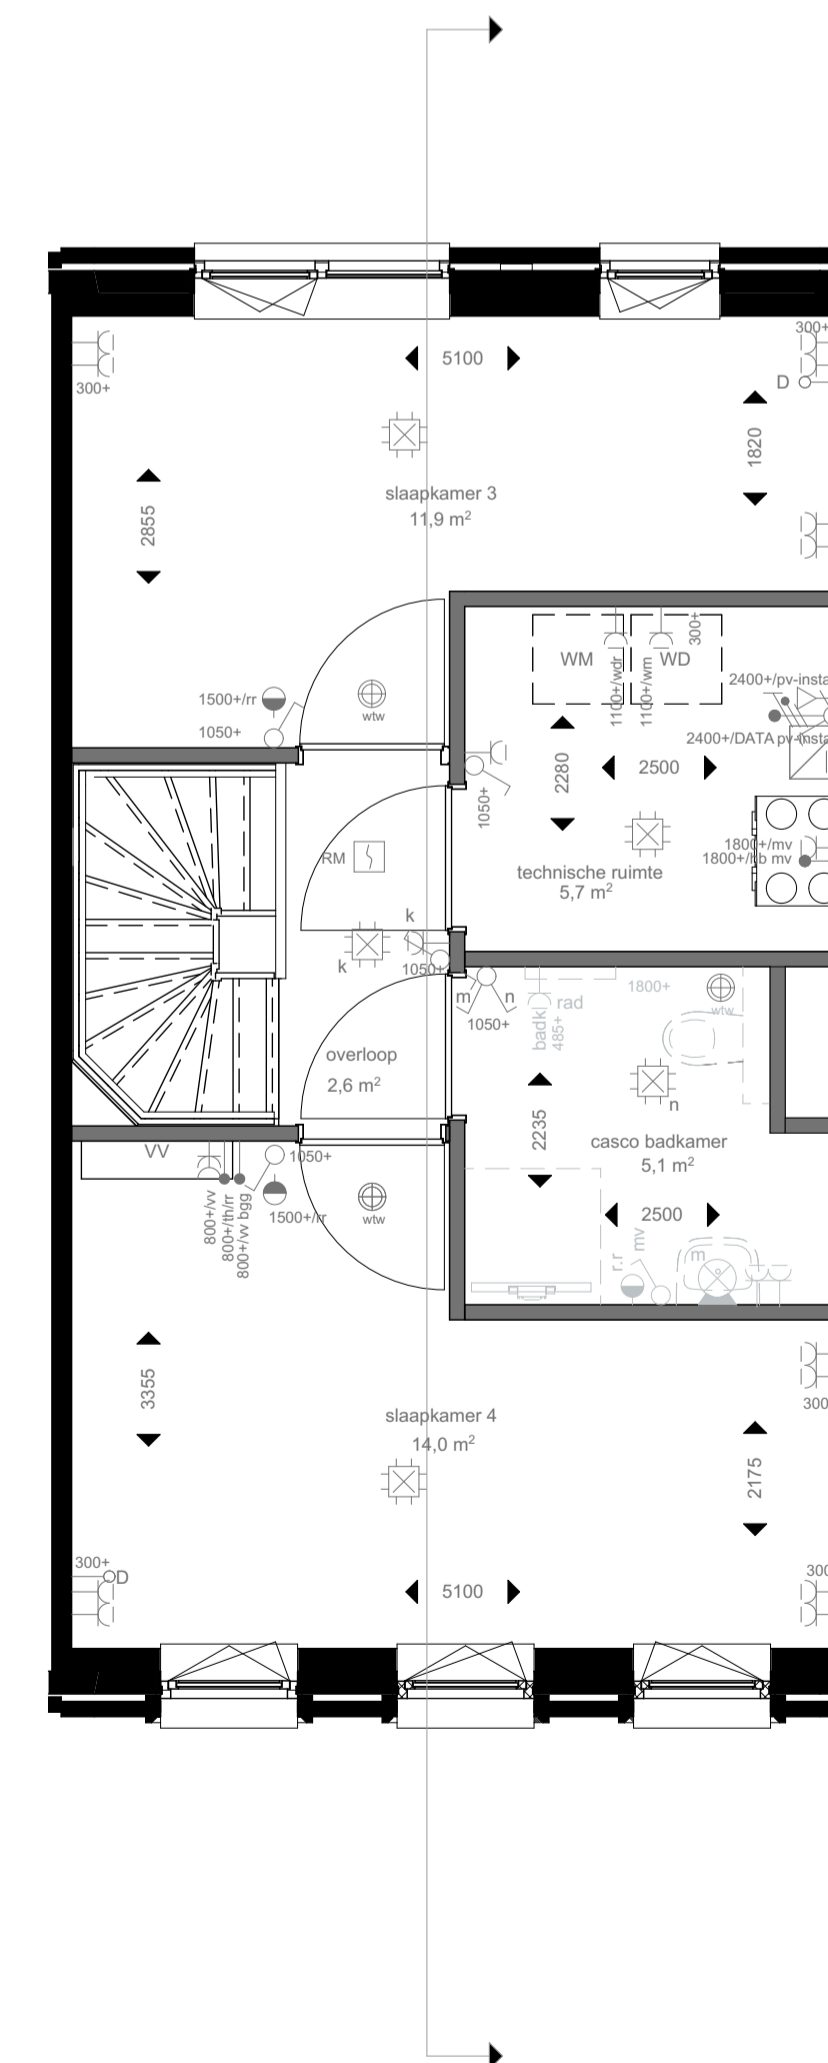 300+
5100
300+
D
1820
2855
slaapkamer 3
11,9 m²
WM
WD
300+
1100+/wdr
1100+/wm
2400+/pv-insta
1500+/rr
wtw
1050+
2400+/DATA pv-insta
2280
2500
1050+
1800+/mv
1800+/hb mv
RM
technische ruimte
5,7 m²
k
k
1050+
m
n
1050+
badk
rad
485+
1800+
wtw
overloop
2,6 m²
n
2235
casco badkamer
5,1 m²
VV
1050+
800+/vv
800+/th/rr
800+/vv bgg
1500+/rr
wtw
2500
r.r
mv
m
3355
300
slaapkamer 4
14,0 m²
2175
300+
D
300
5100